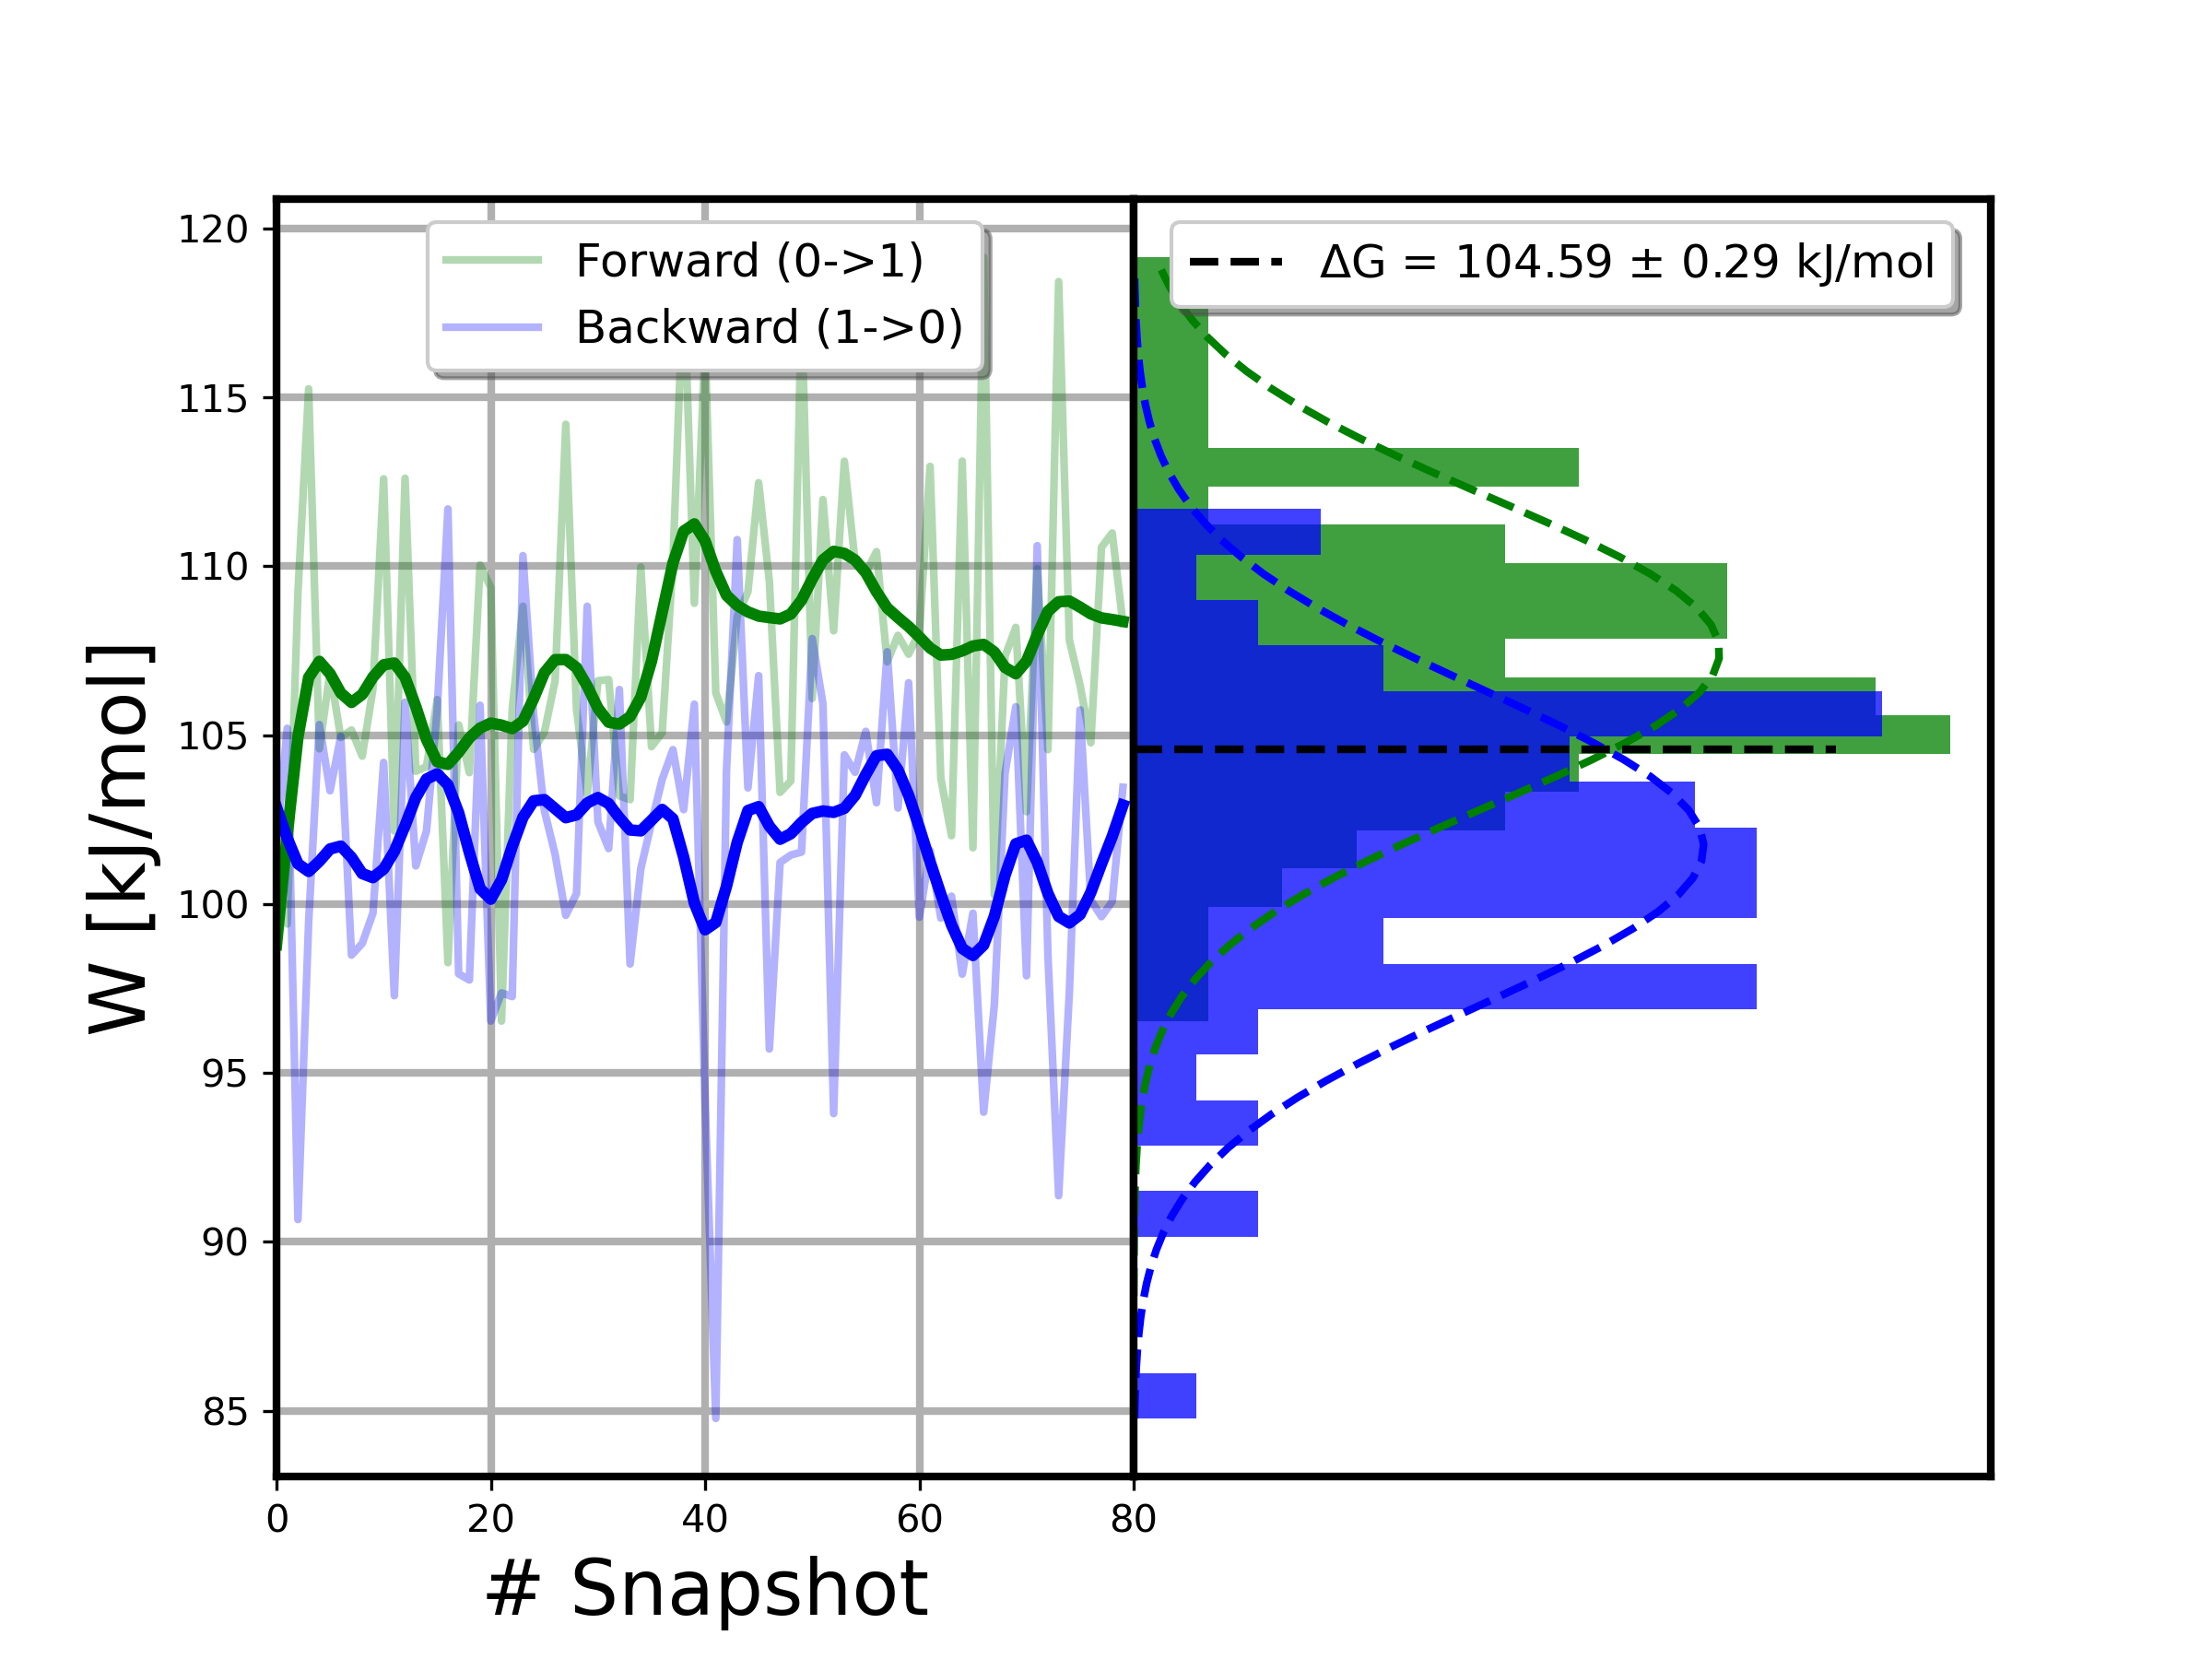 Forward (0->1)
Backward (1->0)
ΔG = 104.59 ± 0.29 kJ/mol
W [kJ/mol]
120
115
110
105
100
95
90
85
0 20 40 60 80
# Snapshot